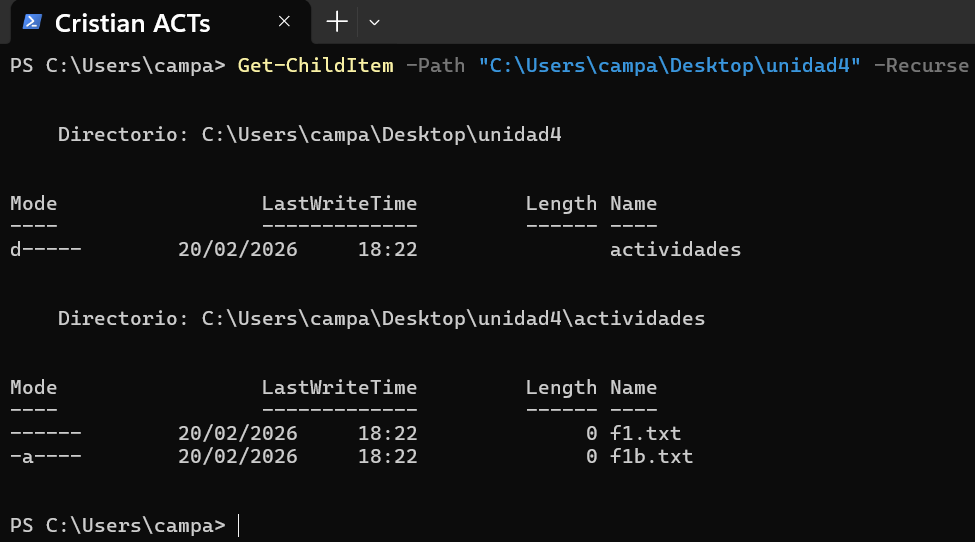 Cristian ACTs
PS C:\Users\campa> Get-ChildItem -Path "C:\Users\campa\Desktop\unidad4" -Recurse
Directorio: C:\Users\campa\Desktop\unidad4
Mode LastWriteTime Length Name
---- ------------- ------ ----
d----- 20/02/2026 18:22 actividades
Directorio: C:\Users\campa\Desktop\unidad4\actividades
Mode LastWriteTime Length Name
---- ------------- ------ ----
------ 20/02/2026 18:22 0 f1.txt
-a---- 20/02/2026 18:22 0 f1b.txt
PS C:\Users\campa>